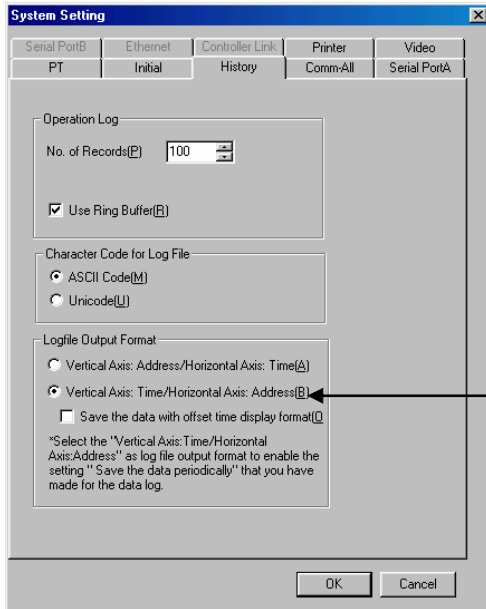 System Setting
Serial PortB Ethernet Controller Link Printer Video
PT Initial History Comm-All Serial PortA
Operation Log
No. of Records(P) 100
Use Ring Buffer(R)
Character Code for Log File
ASCII Code(M)
Unicode(U)
Logfile Output Format
Vertical Axis: Address/Horizontal Axis: Time(A)
Vertical Axis: Time/Horizontal Axis: Address(B)
Save the data with offset time display format(O
*Select the "Vertical Axis:Time/Horizontal
Axis:Address" as log file output format to enable the
setting " Save the data periodically" that you have
made for the data log.
OK Cancel